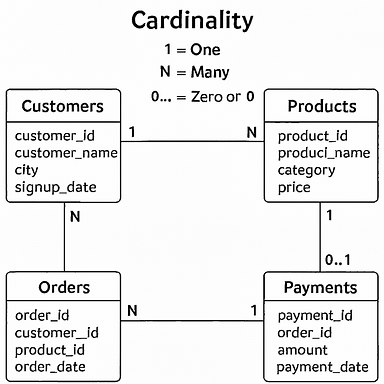 Cardinality
1 = One
N = Many
0... = Zero or 0
Customers
customer_id
customer_name
city
signup_date
1
N
Products
product_id
produci_name
category
price
N
1
0..1
Orders
order_id
customer_id
product_id
order_date
N
1
Payments
payment_id
order_id
amount
payment_date